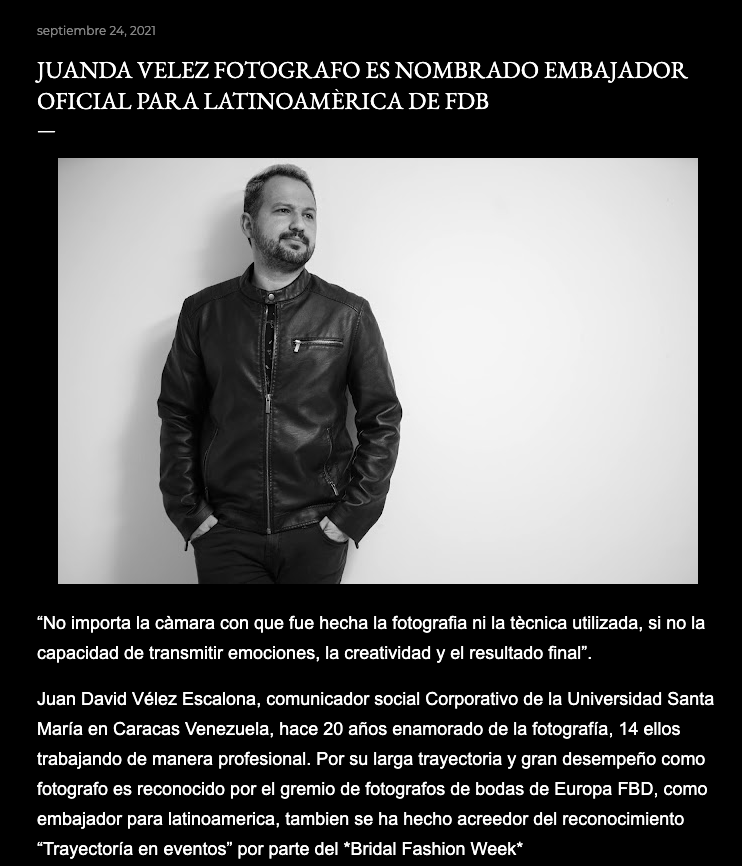 septiembre 24, 2021
JUANDA VELEZ FOTOGRAFO ES NOMBRADO EMBAJADOR
OFICIAL PARA LATINOAMÈRICA DE FDB
“No importa la càmara con que fue hecha la fotografia ni la tècnica utilizada, si no la
capacidad de transmitir emociones, la creatividad y el resultado final”.
Juan David Vélez Escalona, comunicador social Corporativo de la Universidad Santa
María en Caracas Venezuela, hace 20 años enamorado de la fotografía, 14 ellos
trabajando de manera profesional. Por su larga trayectoria y gran desempeño como
fotografo es reconocido por el gremio de fotografos de bodas de Europa FBD, como
embajador para latinoamerica, tambien se ha hecho acreedor del reconocimiento
“Trayectoría en eventos” por parte del *Bridal Fashion Week*